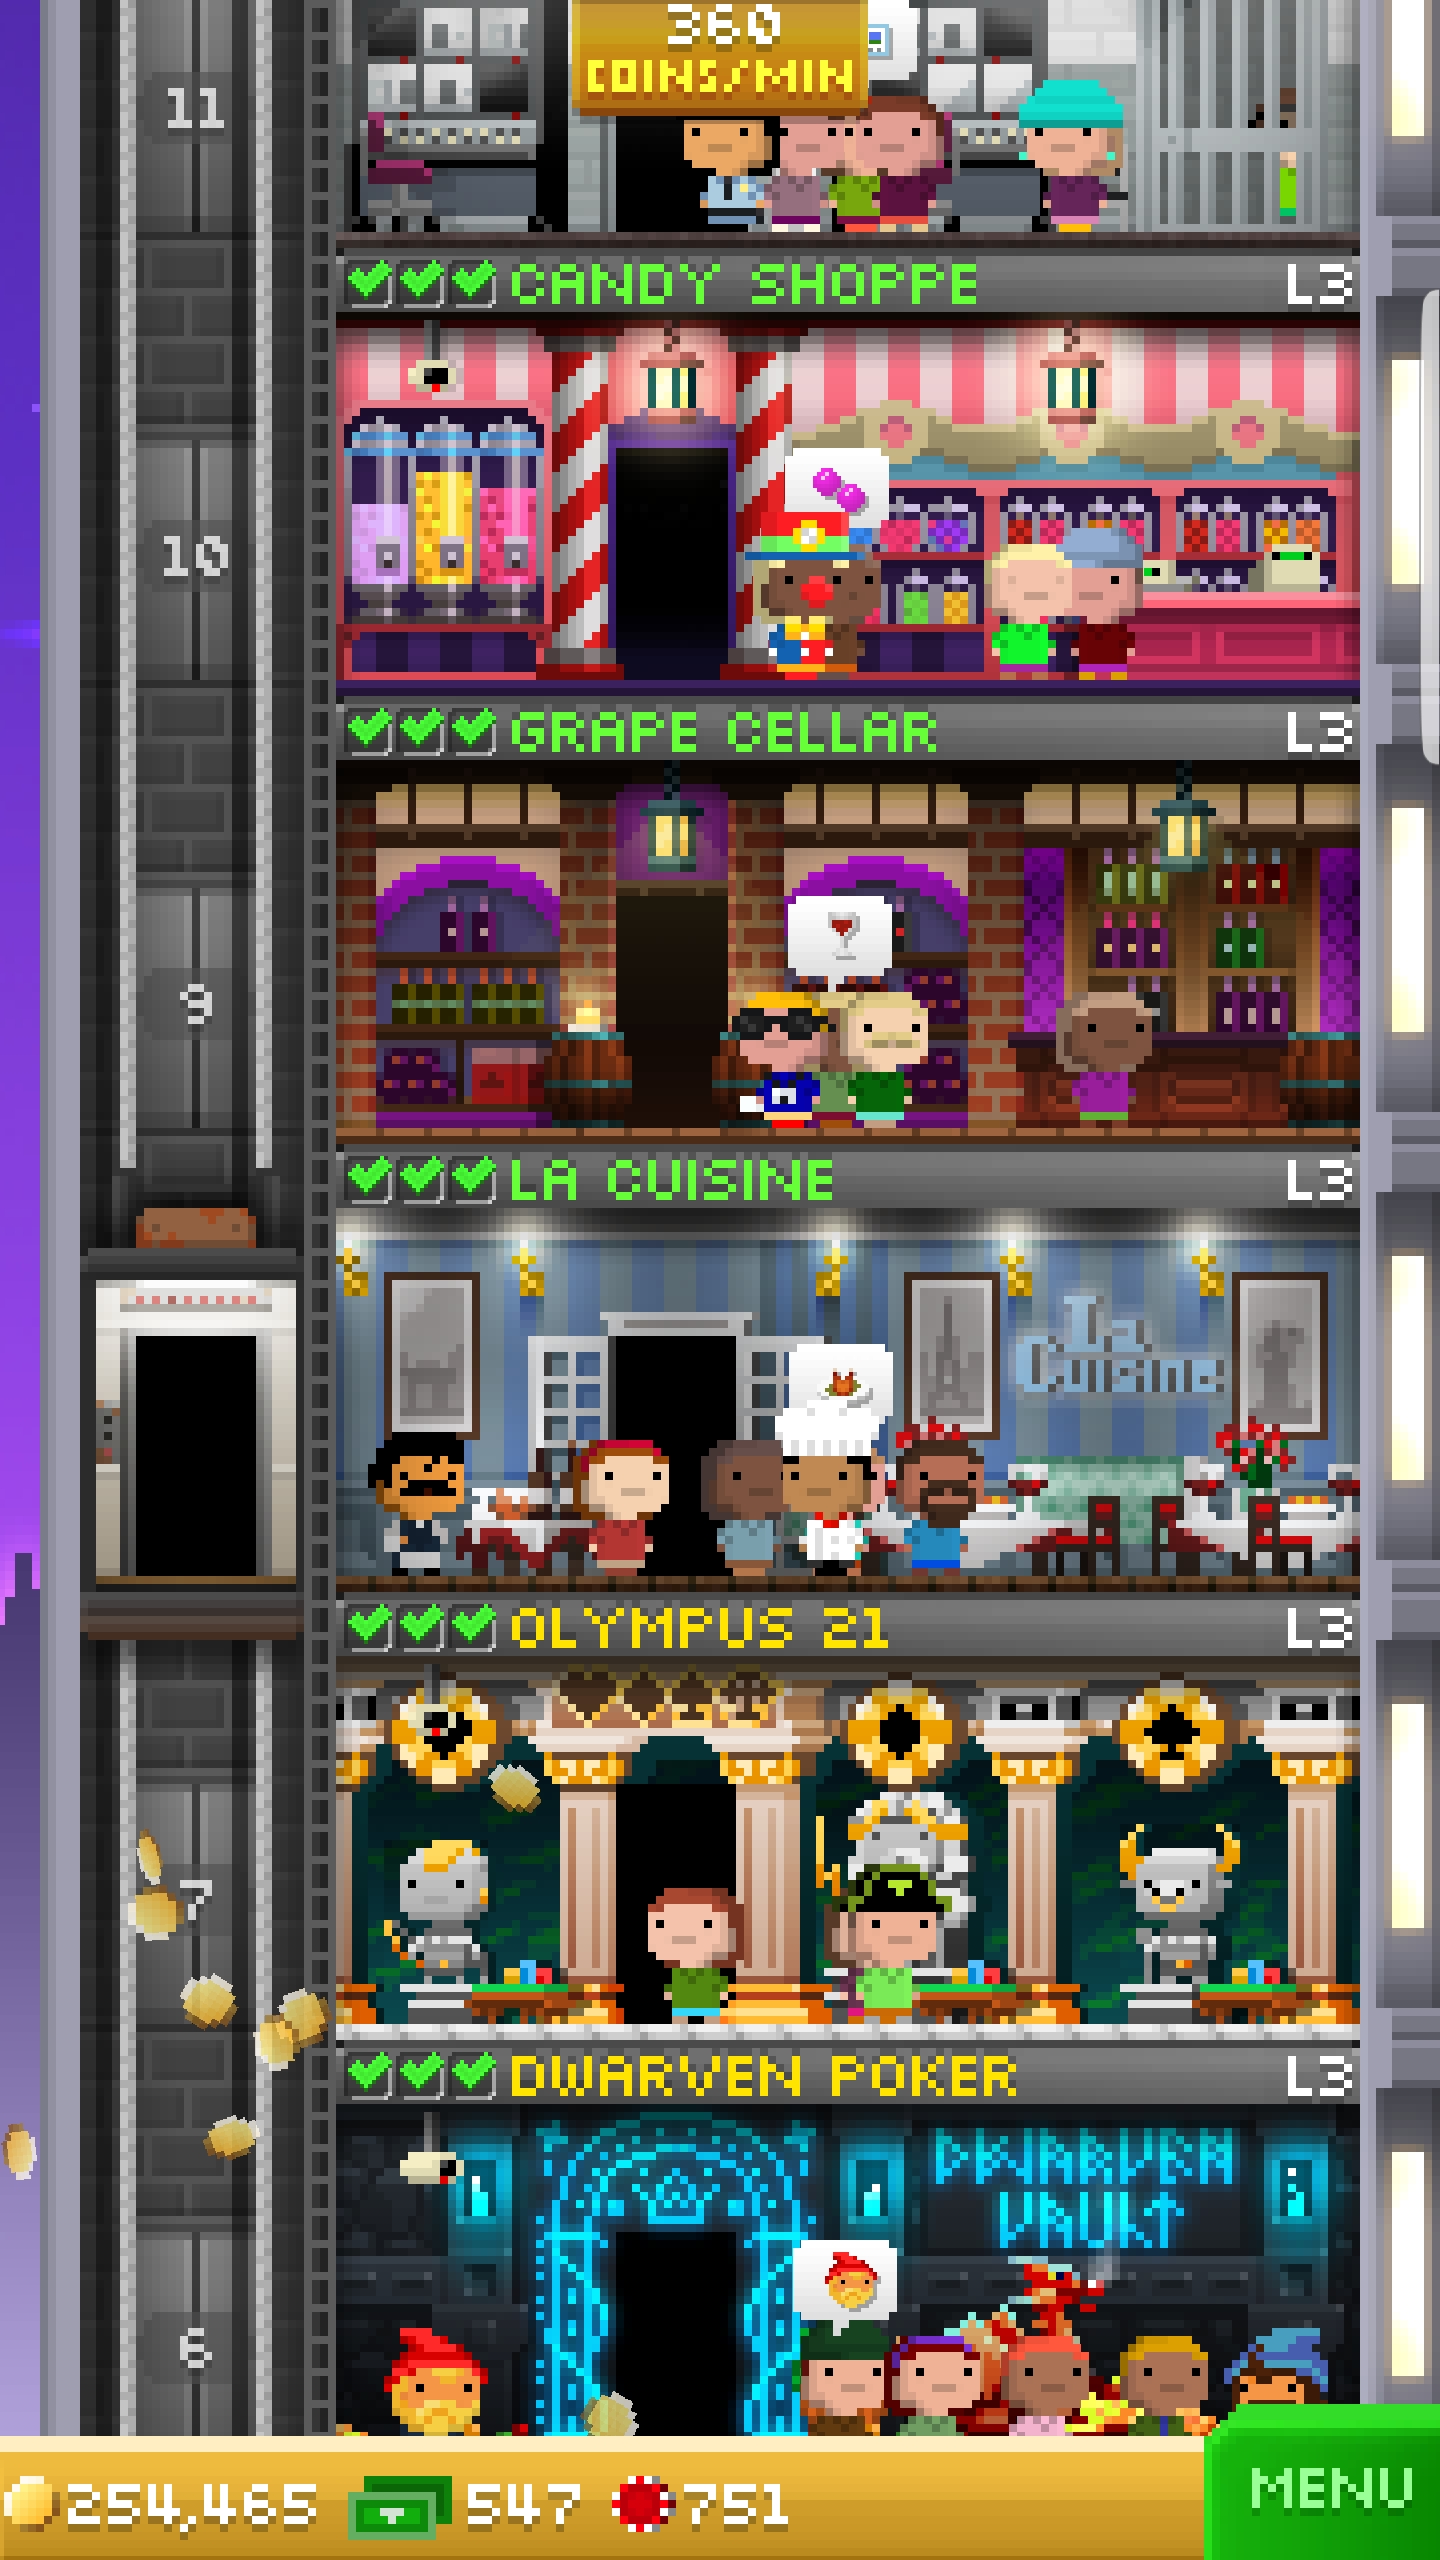 360
COINS/MIN
11
CANDY SHOPPE L3
10
GRAPE CELLAR L3
9
LA CUISINE L3
La
Cuisine
OLYMPUS 21 L3
7
DWARVEN POKER L3
DWARVEN
VAULT
6
254,465 547 751
MENU